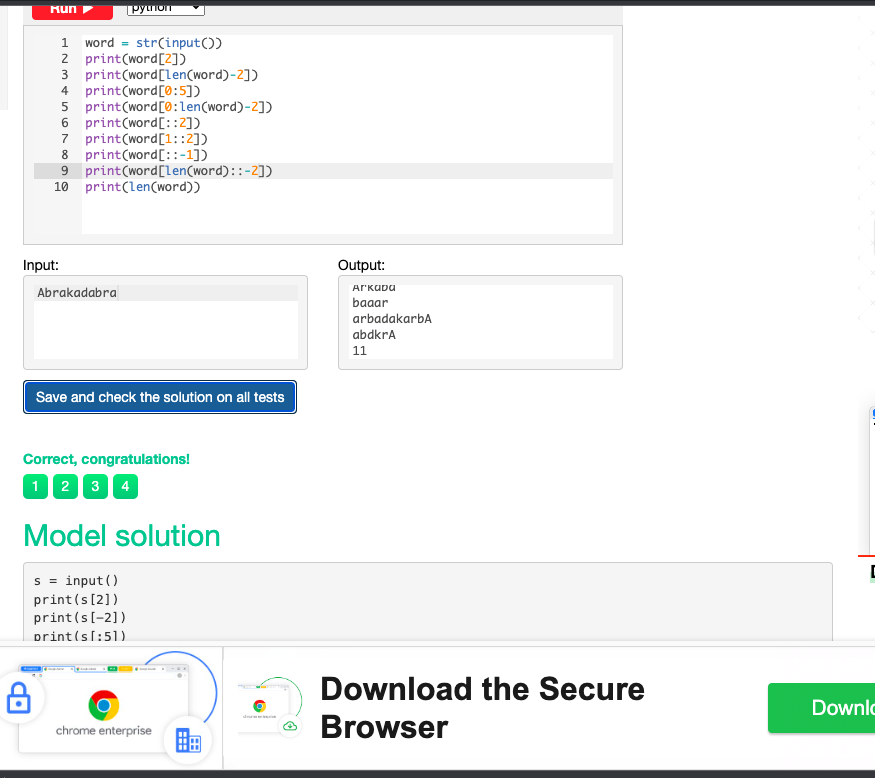 Run
python
1 word = str(input())
2 print(word[2])
3 print(word[len(word)-2])
4 print(word[0:5])
5 print(word[0:len(word)-2])
6 print(word[::2])
7 print(word[1::2])
8 print(word[::-1])
9 print(word[len(word)::-2])
10 print(len(word))
Input:
Output:
Abrakadabra
Arkaba
baaar
arbadakarbA
abdkrA
11
Save and check the solution on all tests
Correct, congratulations!
1 2 3 4
Model solution
s = input()
print(s[2])
print(s[-2])
print(s[:5])
chrome enterprise
Download the Secure
Browser
Downlo